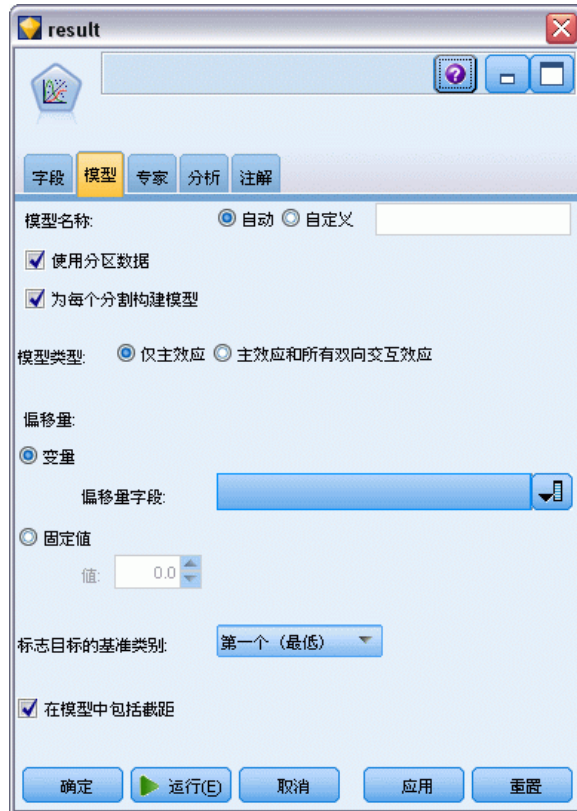 result
字段 模型 专家 分析 注解
模型名称: 自动 自定义
使用分区数据
为每个分割构建模型
模型类型: 仅主效应 主效应和所有双向交互效应
偏移量:
变量
偏移量字段:
固定值
值: 0.0
标志目标的基准类别: 第一个（最低）
在模型中包括截距
确定 运行(E) 取消 应用 重置